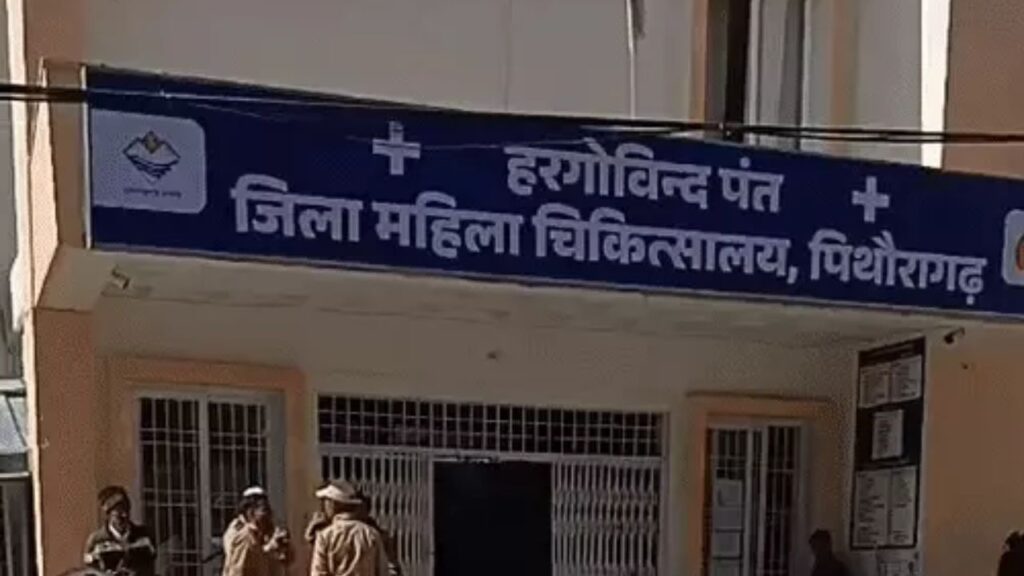 हरगोविन्द पंत
जिला महिला चिकित्सालय, पिथौरागढ़